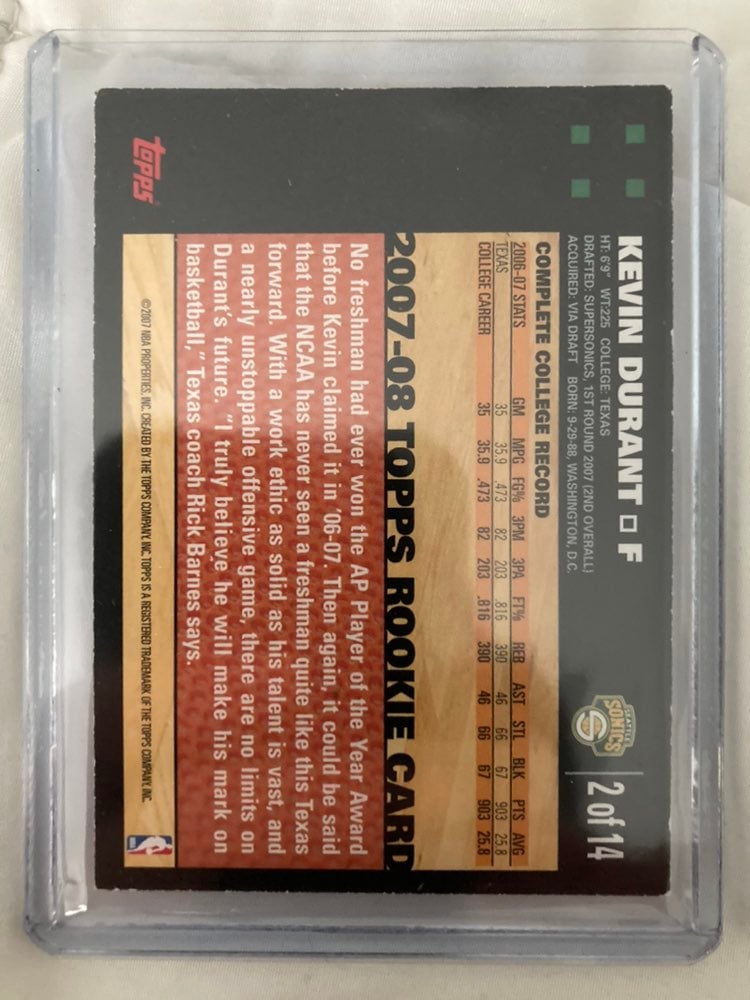 KEVIN DURANT □ F
HT: 6'9" WT:225 COLLEGE: TEXAS
DRAFTED: SUPERSONICS, 1ST ROUND 2007 (2ND OVERALL)
ACQUIRED: VIA DRAFT BORN: 9-29-88, WASHINGTON, D.C.
SEATTLE
SONICS
2 of 14
COMPLETE COLLEGE RECORD
2006-07 STATS GM MPG FG% 3PM 3PA FT% REB AST STL BLK PTS AVG
TEXAS 35 35.9 .473 82 203 .816 390 46 66 67 903 25.8
COLLEGE CAREER 35 35.9 .473 82 203 .816 390 46 66 67 903 25.8
2007-08 TOPPS ROOKIE CARD
No freshman had ever won the AP Player of the Year Award
before Kevin claimed it in '06-07. Then again, it could be said
that the NCAA has never seen a freshman quite like this Texas
forward. With a work ethic as solid as his talent is vast, and
a nearly unstoppable offensive game, there are no limits on
Durant's future. "I truly believe he will make his mark on
basketball," Texas coach Rick Barnes says.
topps
©2007 NBA PROPERTIES, INC. CREATED BY THE TOPPS COMPANY, INC. TOPPS IS A REGISTERED TRADEMARK OF THE TOPPS COMPANY, INC.